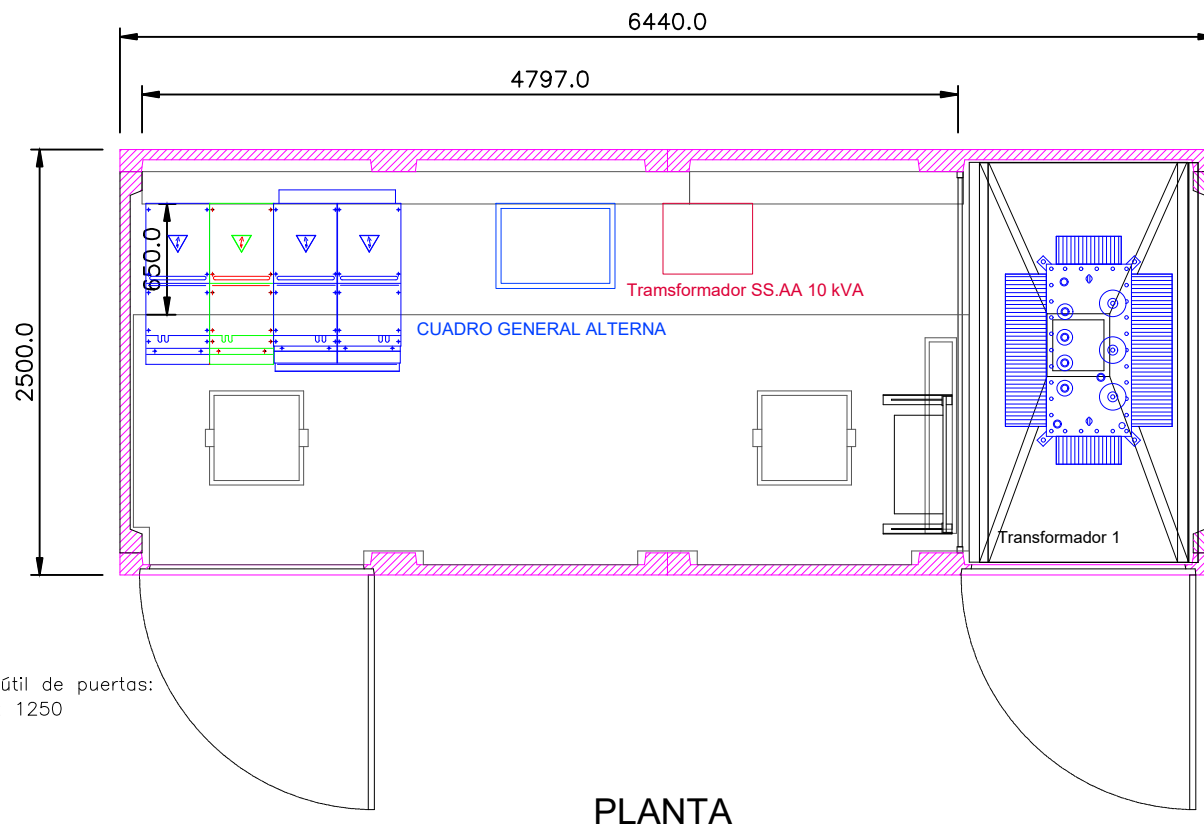 6440.0
4797.0
650.0
2500.0
Tramsformador SS.AA 10 kVA
CUADRO GENERAL ALTERNA
Transformador 1
útil de puertas:
1250
PLANTA